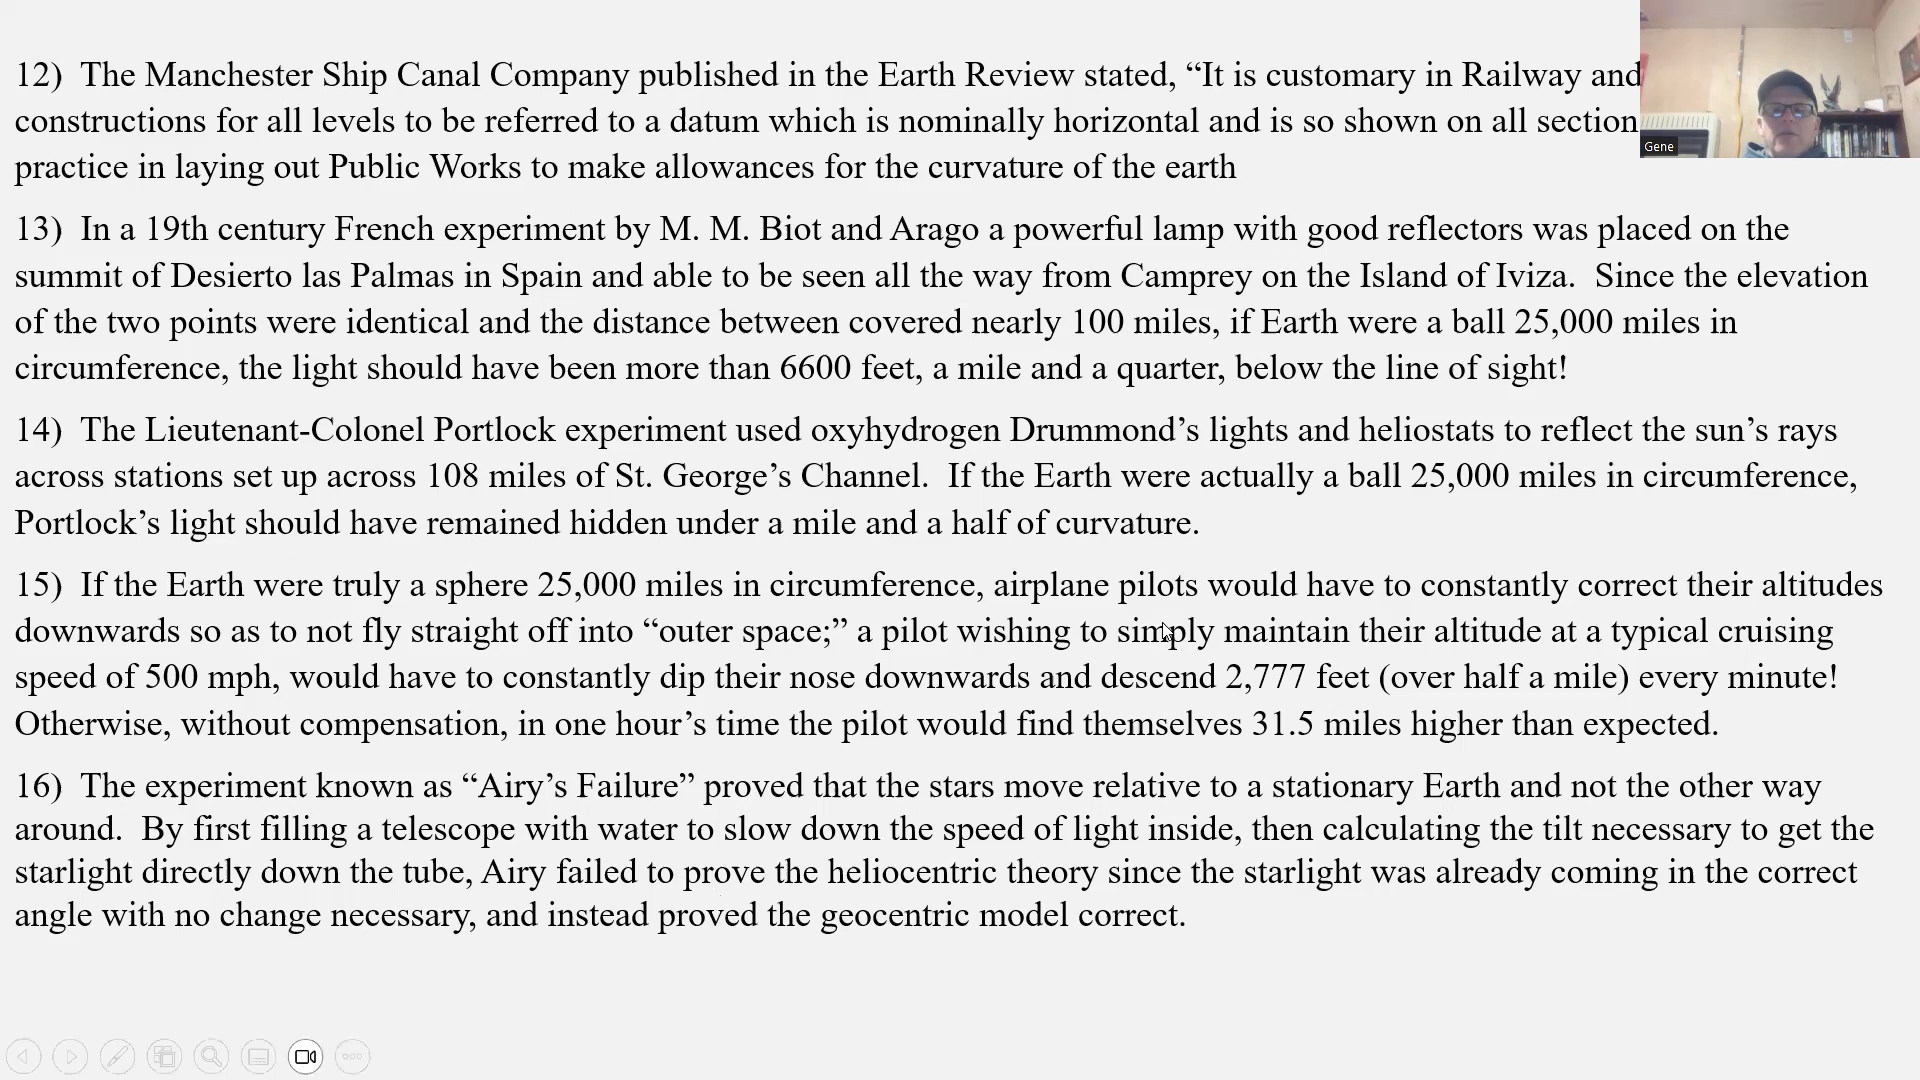 12)  The Manchester Ship Canal Company published in the Earth Review stated, “It is customary in Railway and
constructions for all levels to be referred to a datum which is nominally horizontal and is so shown on all section
practice in laying out Public Works to make allowances for the curvature of the earth
Gene
13)  In a 19th century French experiment by M. M. Biot and Arago a powerful lamp with good reflectors was placed on the
summit of Desierto las Palmas in Spain and able to be seen all the way from Camprey on the Island of Iviza.  Since the elevation
of the two points were identical and the distance between covered nearly 100 miles, if Earth were a ball 25,000 miles in
circumference, the light should have been more than 6600 feet, a mile and a quarter, below the line of sight!
14)  The Lieutenant-Colonel Portlock experiment used oxyhydrogen Drummond’s lights and heliostats to reflect the sun’s rays
across stations set up across 108 miles of St. George’s Channel.  If the Earth were actually a ball 25,000 miles in circumference,
Portlock’s light should have remained hidden under a mile and a half of curvature.
15)  If the Earth were truly a sphere 25,000 miles in circumference, airplane pilots would have to constantly correct their altitudes
downwards so as to not fly straight off into “outer space;” a pilot wishing to simply maintain their altitude at a typical cruising
speed of 500 mph, would have to constantly dip their nose downwards and descend 2,777 feet (over half a mile) every minute!
Otherwise, without compensation, in one hour’s time the pilot would find themselves 31.5 miles higher than expected.
16)  The experiment known as “Airy’s Failure” proved that the stars move relative to a stationary Earth and not the other way
around.  By first filling a telescope with water to slow down the speed of light inside, then calculating the tilt necessary to get the
starlight directly down the tube, Airy failed to prove the heliocentric theory since the starlight was already coming in the correct
angle with no change necessary, and instead proved the geocentric model correct.